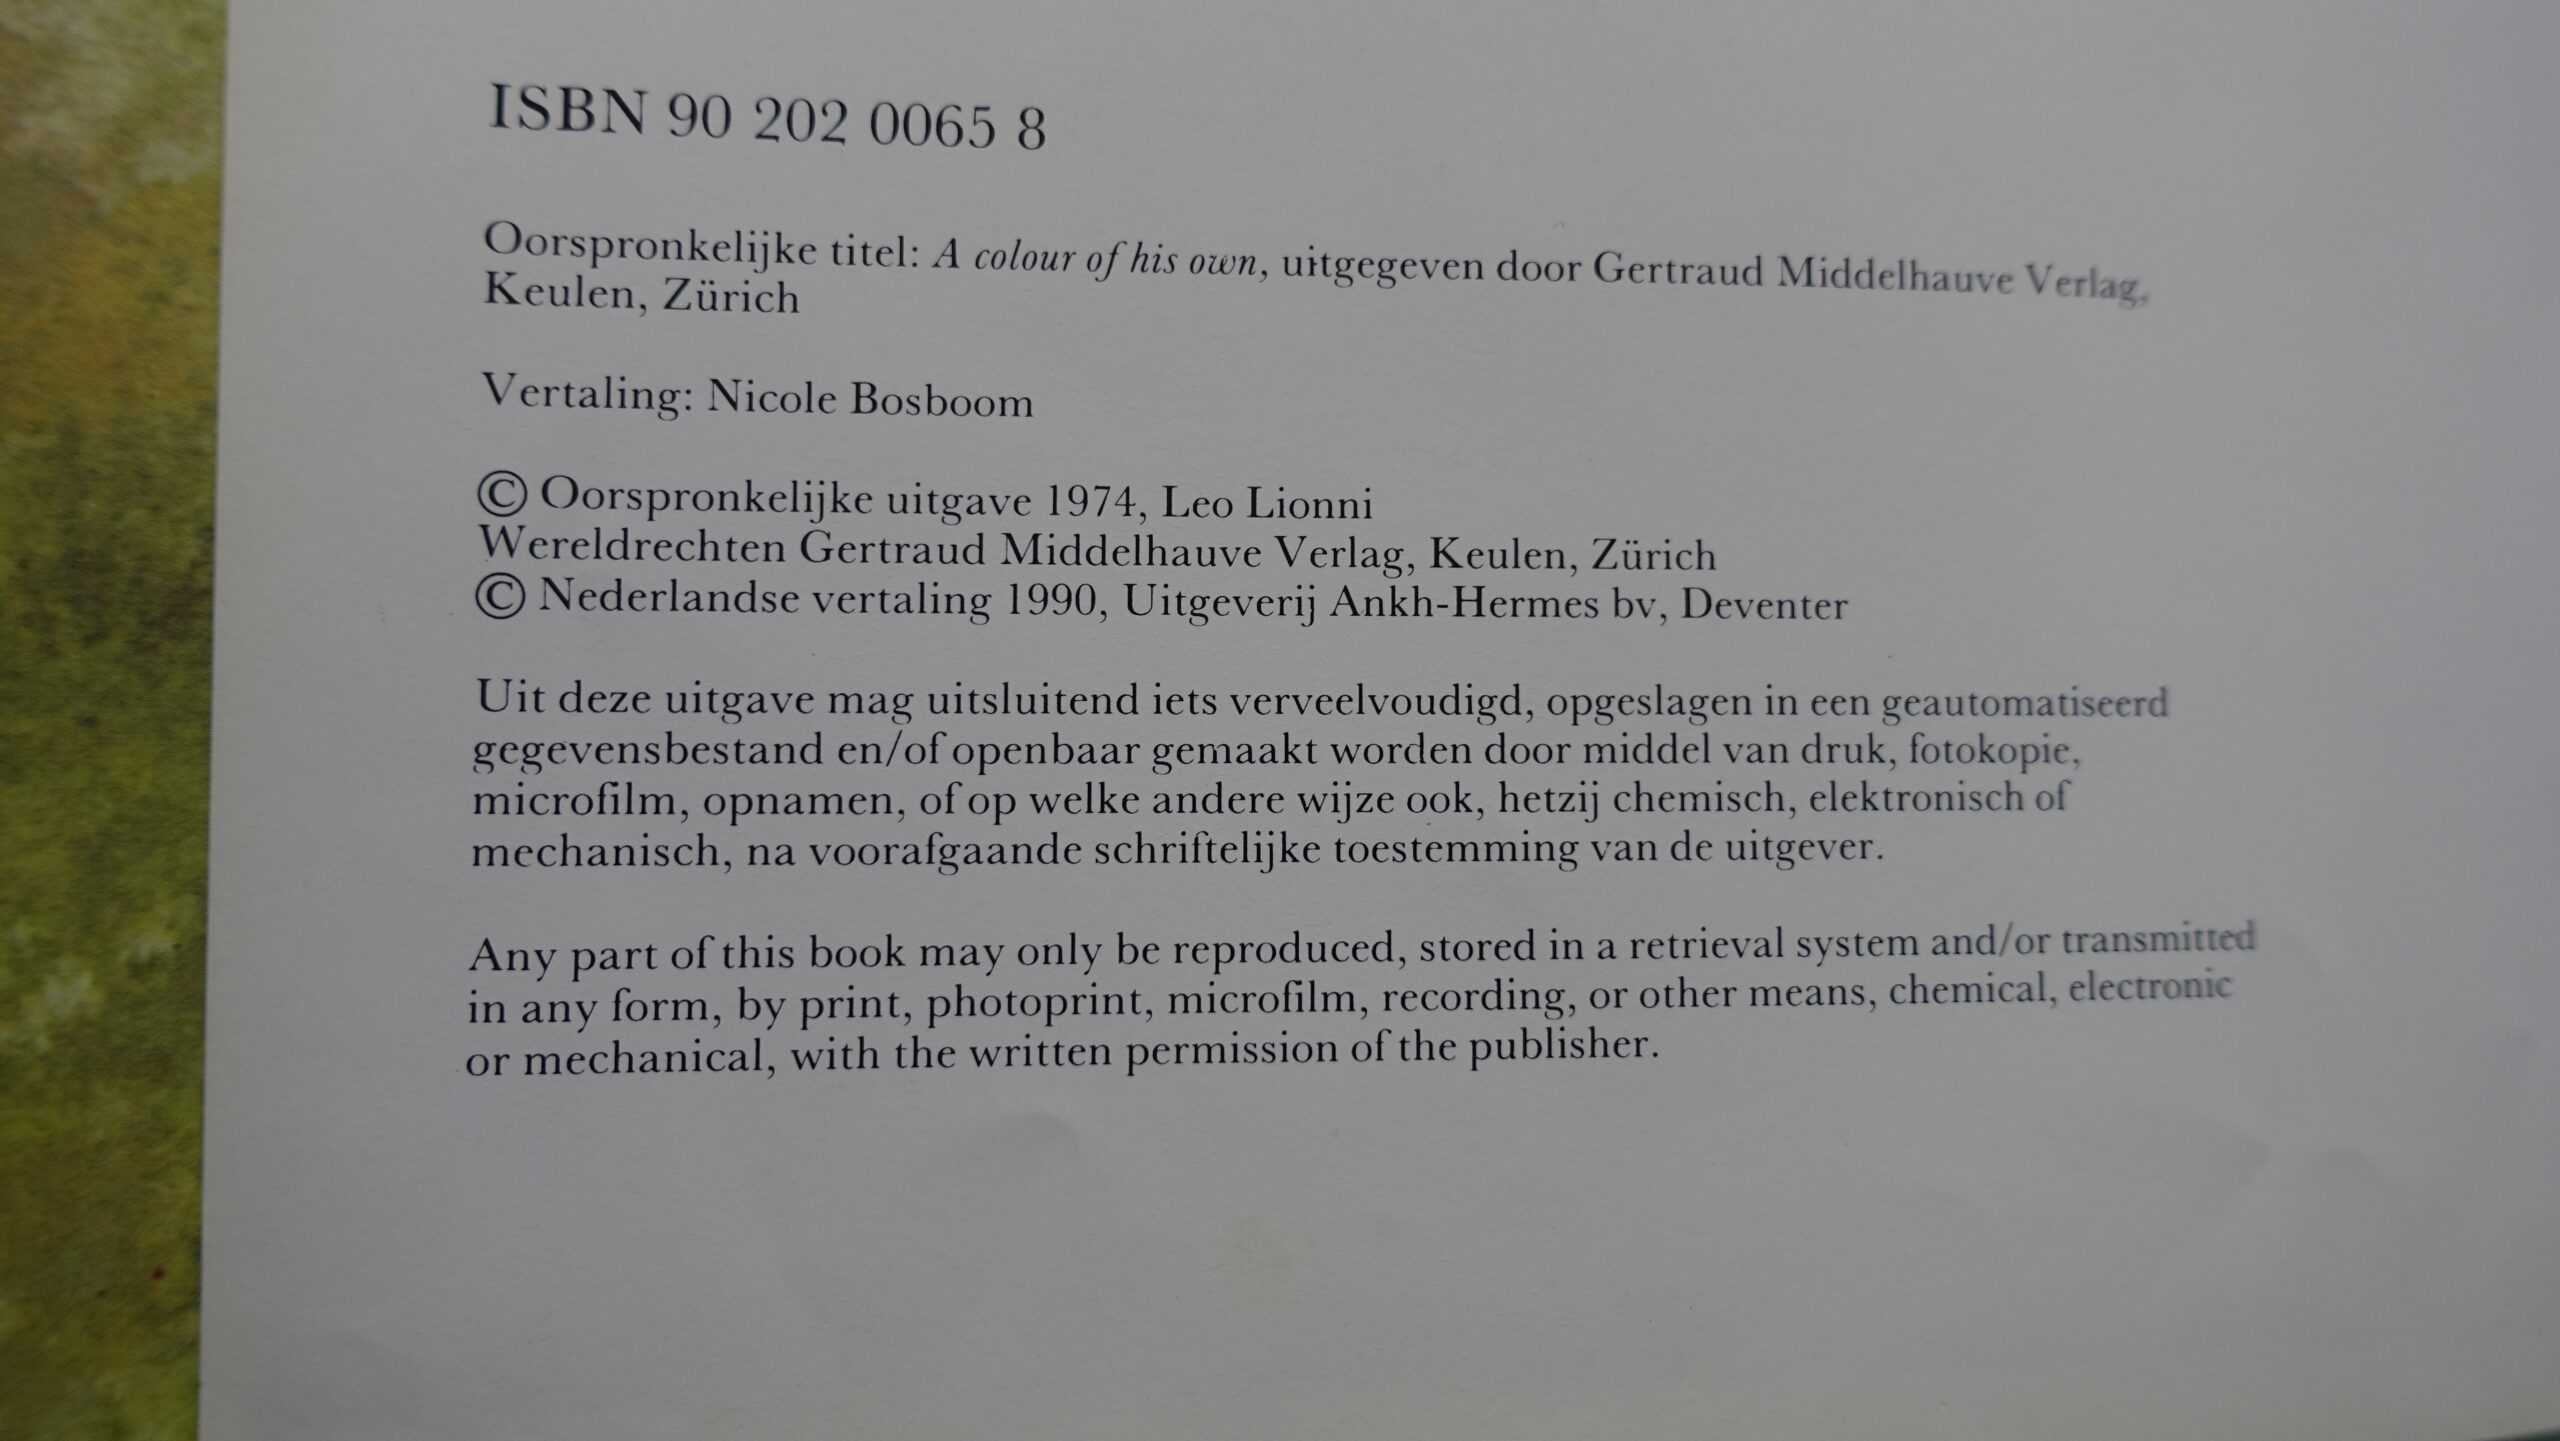 ISBN 90 202 0065 8
Oorspronkelijke titel: A colour of his own, uitgegeven door Gertraud Middelhauve Verlag,
Keulen, Zürich
Vertaling: Nicole Bosboom
© Oorspronkelijke uitgave 1974, Leo Lionni
Wereldrechten Gertraud Middelhauve Verlag, Keulen, Zürich
© Nederlandse vertaling 1990, Uitgeverij Ankh-Hermes bv, Deventer
Uit deze uitgave mag uitsluitend iets verveelvoudigd, opgeslagen in een geautomatiseerd
gegevensbestand en/of openbaar gemaakt worden door middel van druk, fotokopie,
microfilm, opnamen, of op welke andere wijze ook, hetzij chemisch, elektronisch of
mechanisch, na voorafgaande schriftelijke toestemming van de uitgever.
Any part of this book may only be reproduced, stored in a retrieval system and/or transmitted
in any form, by print, photoprint, microfilm, recording, or other means, chemical, electronic
or mechanical, with the written permission of the publisher.